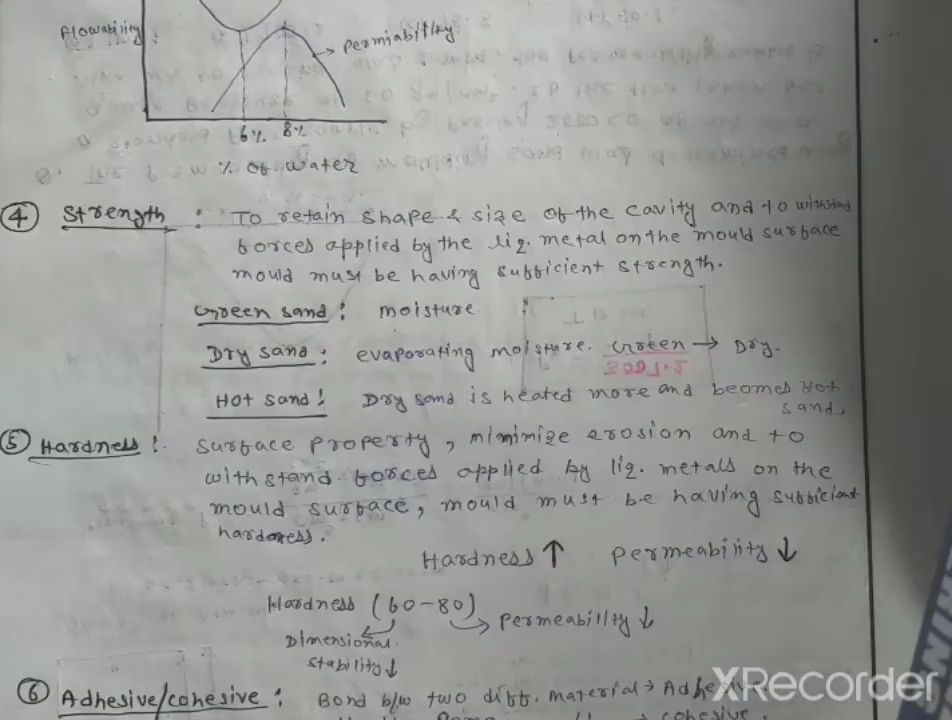 flowability
permiability
6% 8%
% of water
④ Strength : To retain shape & size of the cavity and to withstand
forces applied by the liq. metal on the mould surface
mould must be having sufficient strength.
Green sand : moisture
Dry sand : evaporating moisture. Green → Dry.
Hot sand : Dry sand is heated more and beomes Hot
sand.
⑤ Hardness : Surface property, minimize erosion and to
withstand forces applied by liq. metals on the
mould surface, mould must be having sufficient
hardness.
Hardness ↑ permeability ↓
Hardness (60-80) → permeability ↓
Dimensional
stability ↓
⑥ Adhesive/cohesive : Bond b/w two diff. material →
cohesive
XRecorder